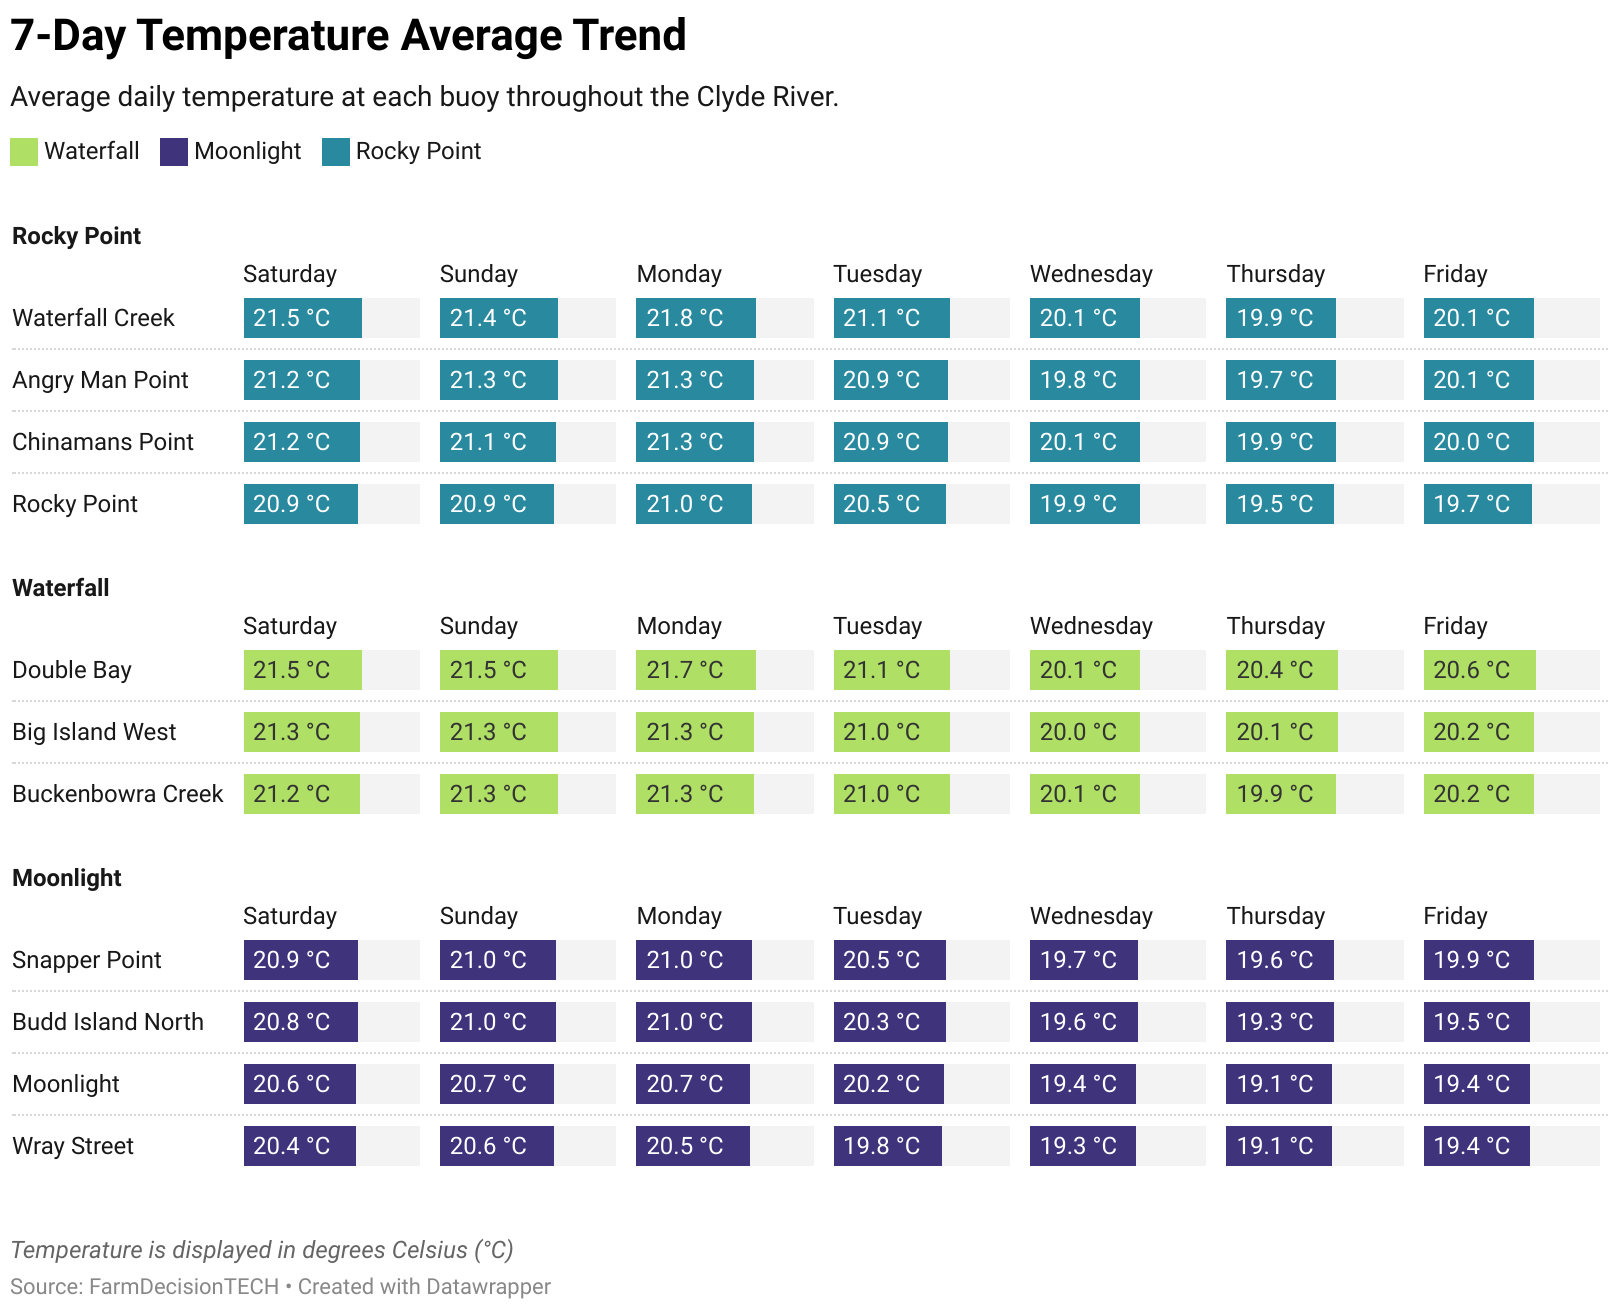 7-Day Temperature Average Trend
Average daily temperature at each buoy throughout the Clyde River.
Waterfall Moonlight Rocky Point
Rocky Point
Saturday Sunday Monday Tuesday Wednesday Thursday Friday
Waterfall Creek 21.5 °C 21.4 °C 21.8 °C 21.1 °C 20.1 °C 19.9 °C 20.1 °C
Angry Man Point 21.2 °C 21.3 °C 21.3 °C 20.9 °C 19.8 °C 19.7 °C 20.1 °C
Chinamans Point 21.2 °C 21.1 °C 21.3 °C 20.9 °C 20.1 °C 19.9 °C 20.0 °C
Rocky Point 20.9 °C 20.9 °C 21.0 °C 20.5 °C 19.9 °C 19.5 °C 19.7 °C
Waterfall
Saturday Sunday Monday Tuesday Wednesday Thursday Friday
Double Bay 21.5 °C 21.5 °C 21.7 °C 21.1 °C 20.1 °C 20.4 °C 20.6 °C
Big Island West 21.3 °C 21.3 °C 21.3 °C 21.0 °C 20.0 °C 20.1 °C 20.2 °C
Buckenbowra Creek 21.2 °C 21.3 °C 21.3 °C 21.0 °C 20.1 °C 19.9 °C 20.2 °C
Moonlight
Saturday Sunday Monday Tuesday Wednesday Thursday Friday
Snapper Point 20.9 °C 21.0 °C 21.0 °C 20.5 °C 19.7 °C 19.6 °C 19.9 °C
Budd Island North 20.8 °C 21.0 °C 21.0 °C 20.3 °C 19.6 °C 19.3 °C 19.5 °C
Moonlight 20.6 °C 20.7 °C 20.7 °C 20.2 °C 19.4 °C 19.1 °C 19.4 °C
Wray Street 20.4 °C 20.6 °C 20.5 °C 19.8 °C 19.3 °C 19.1 °C 19.4 °C
Temperature is displayed in degrees Celsius (°C)
Source: FarmDecisionTECH • Created with Datawrapper